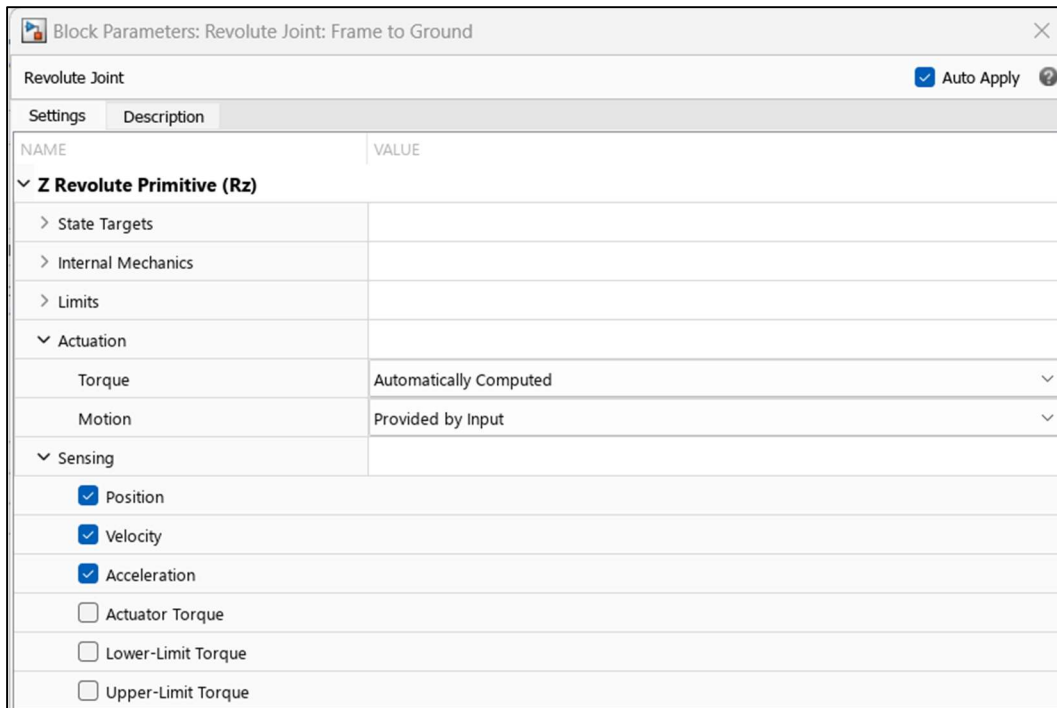 Block Parameters: Revolute Joint: Frame to Ground
Revolute Joint Auto Apply ?
Settings Description
NAME VALUE
Z Revolute Primitive (Rz)
State Targets
Internal Mechanics
Limits
Actuation
Torque Automatically Computed
Motion Provided by Input
Sensing
Position
Velocity
Acceleration
Actuator Torque
Lower-Limit Torque
Upper-Limit Torque